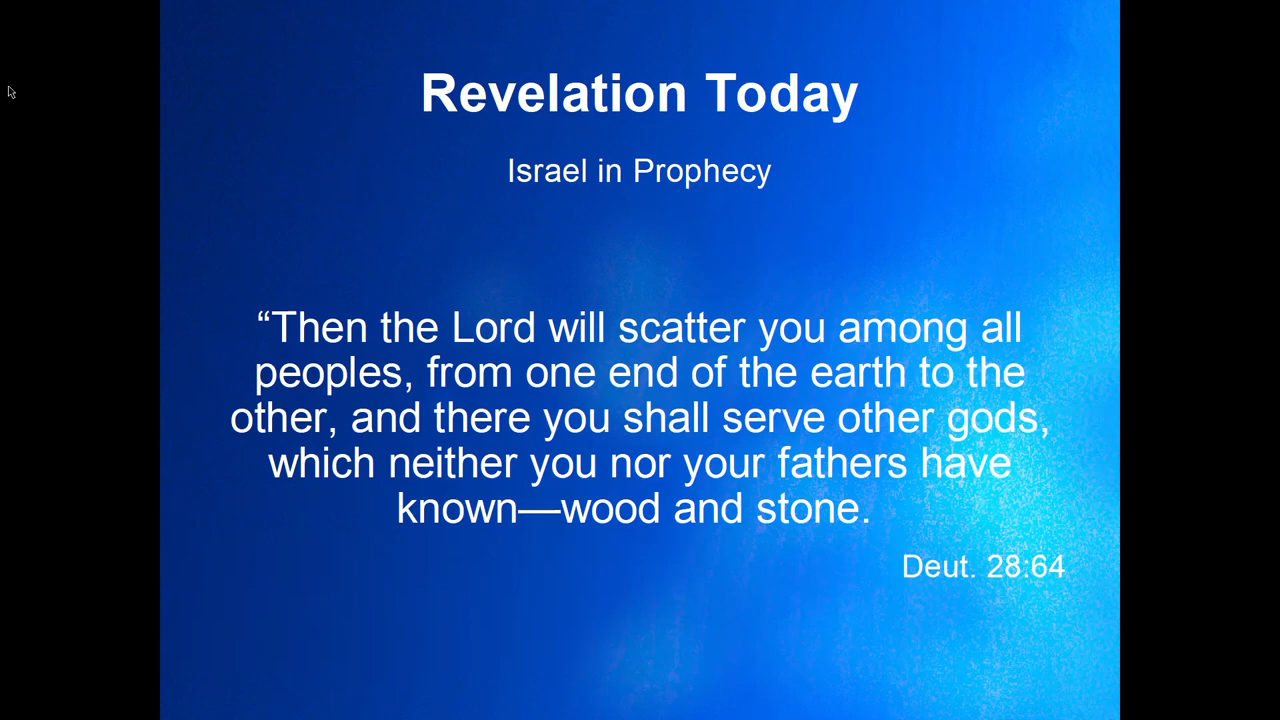 Revelation Today
Israel in Prophecy
“Then the Lord will scatter you among all
peoples, from one end of the earth to the
other, and there you shall serve other gods,
which neither you nor your fathers have
known—wood and stone.
Deut. 28:64